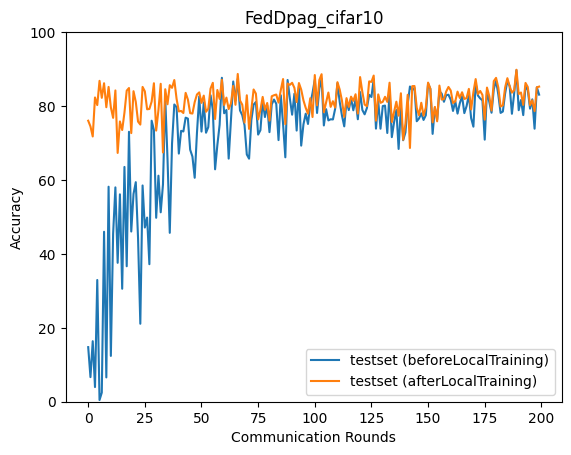 FedDpag_cifar10
100
80
60
40
20
0
Accuracy
0 25 50 75 100 125 150 175 200
Communication Rounds
testset (beforeLocalTraining)
testset (afterLocalTraining)